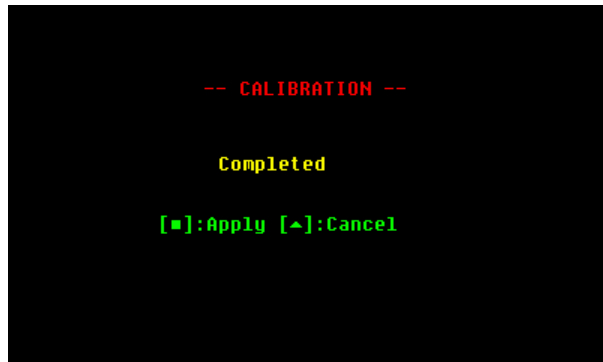 -- CALIBRATION --
Completed
[■]:Apply [▲]:Cancel